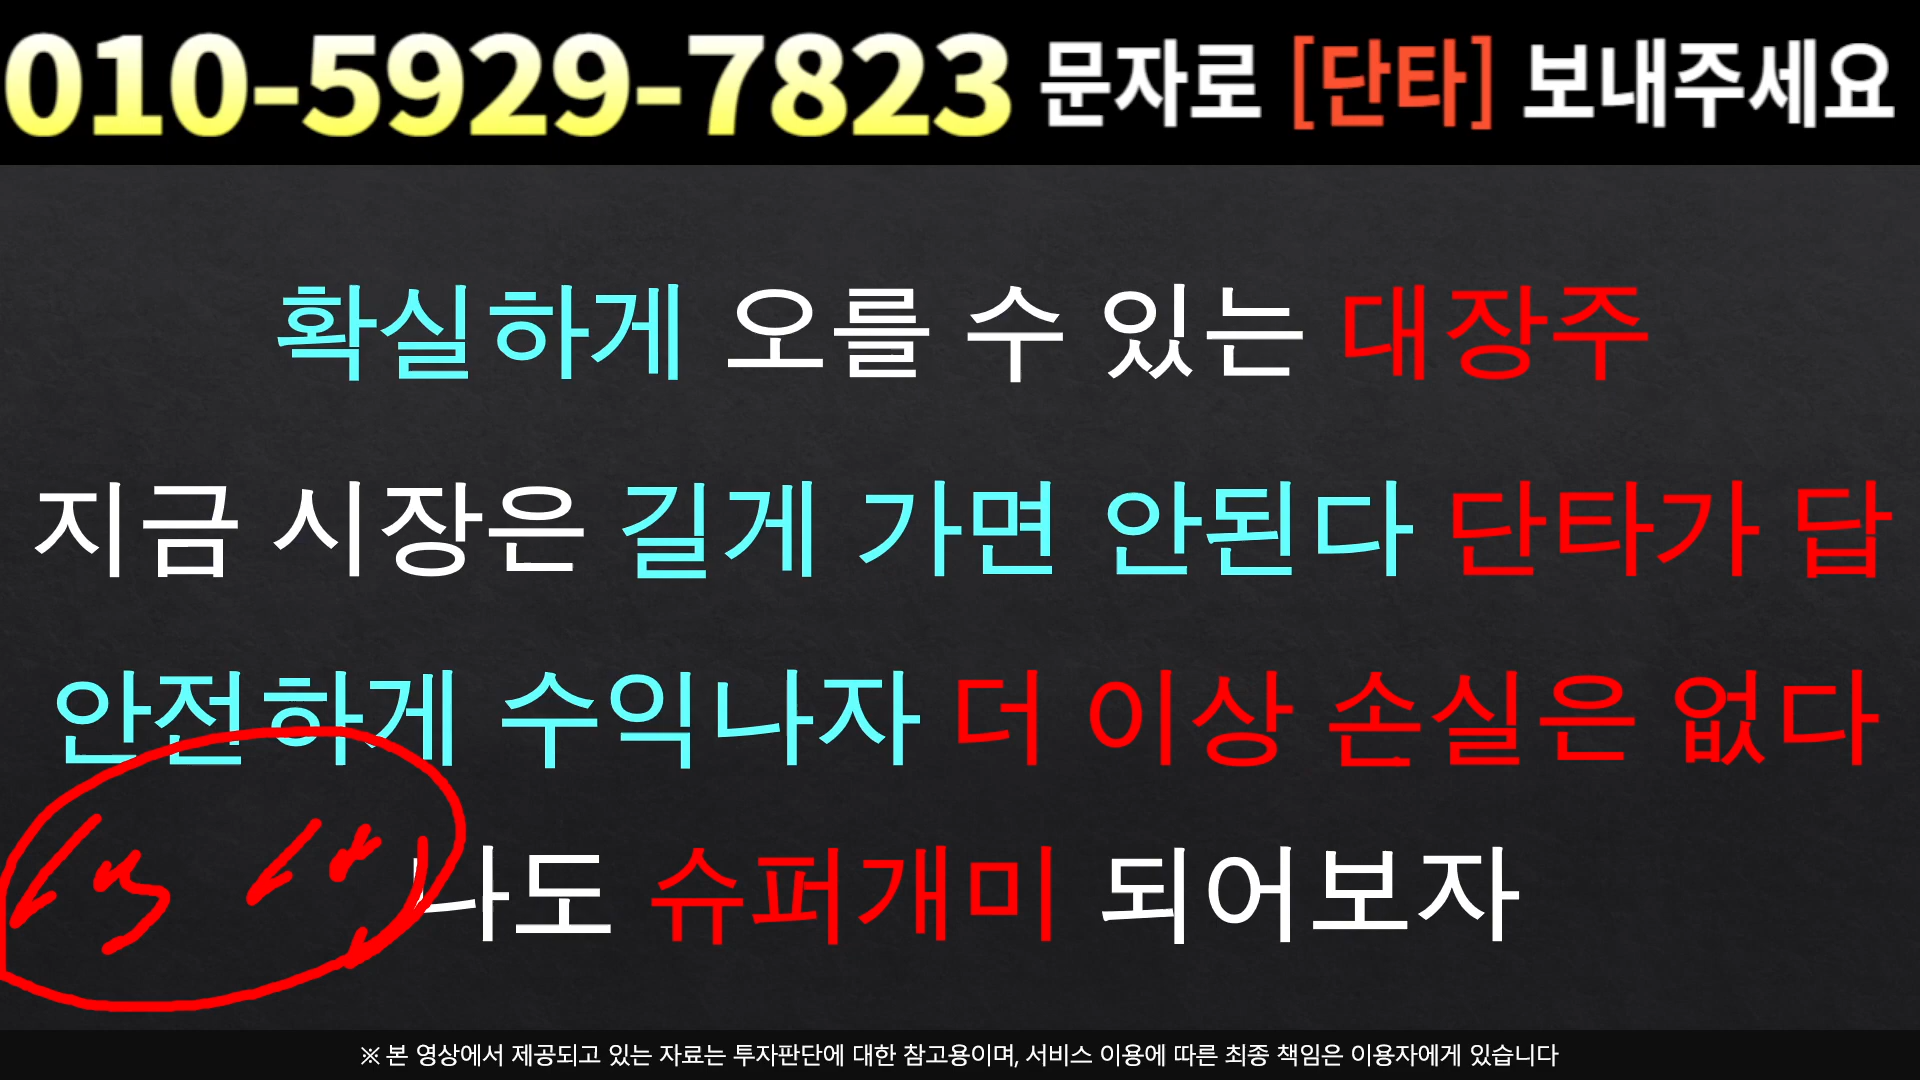 010-5929-7823 문자로 [단타] 보내주세요
확실하게 오를 수 있는 대장주
지금 시장은 길게 가면 안된다 단타가 답
안전하게 수익나자 더 이상 손실은 없다
나도 슈퍼개미 되어보자
※ 본 영상에서 제공되고 있는 자료는 투자판단에 대한 참고용이며, 서비스 이용에 따른 최종 책임은 이용자에게 있습니다